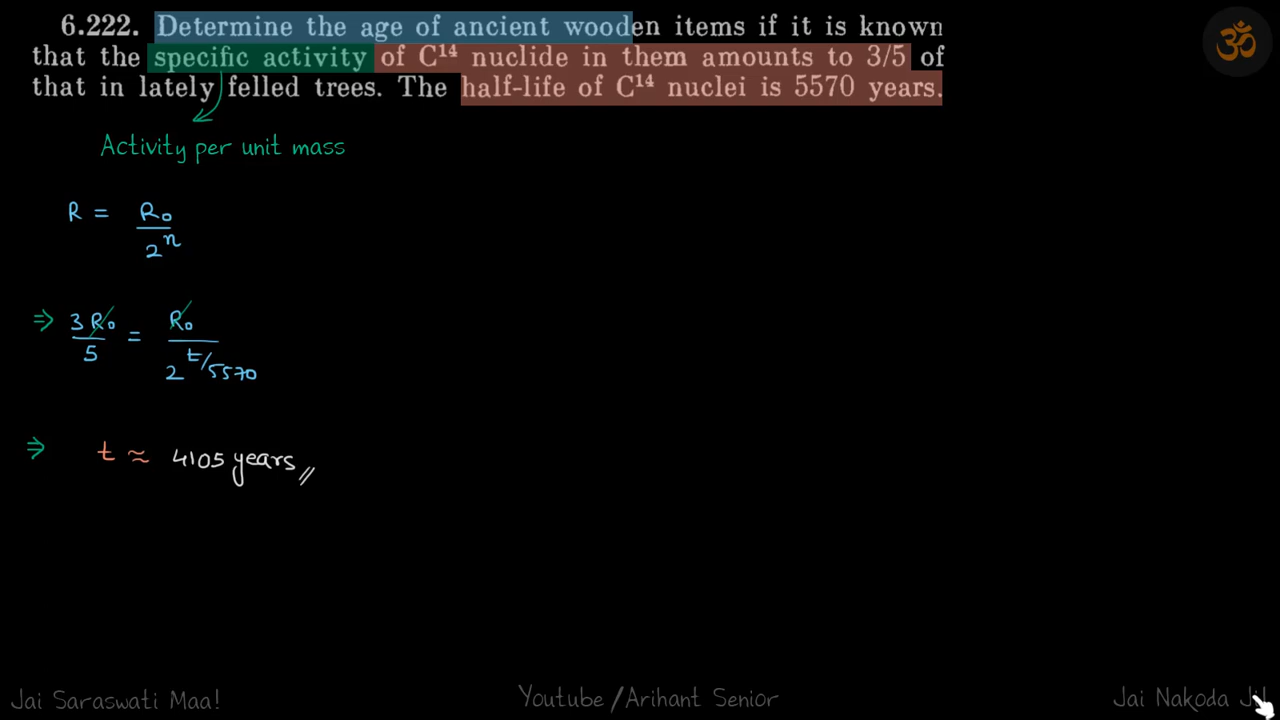 6.222. Determine the age of ancient wooden items if it is known
that the specific activity of C¹⁴ nuclide in them amounts to 3/5 of
that in lately felled trees. The half-life of C¹⁴ nuclei is 5570 years.
Activity per unit mass
R = R₀/2ⁿ
⇒ 3R₀/5 = R₀/2^(t/5570)
⇒ t ≈ 4105 years //
ॐ
Jai Saraswati Maa! Youtube/Arihant Senior Jai Nakoda Ji!